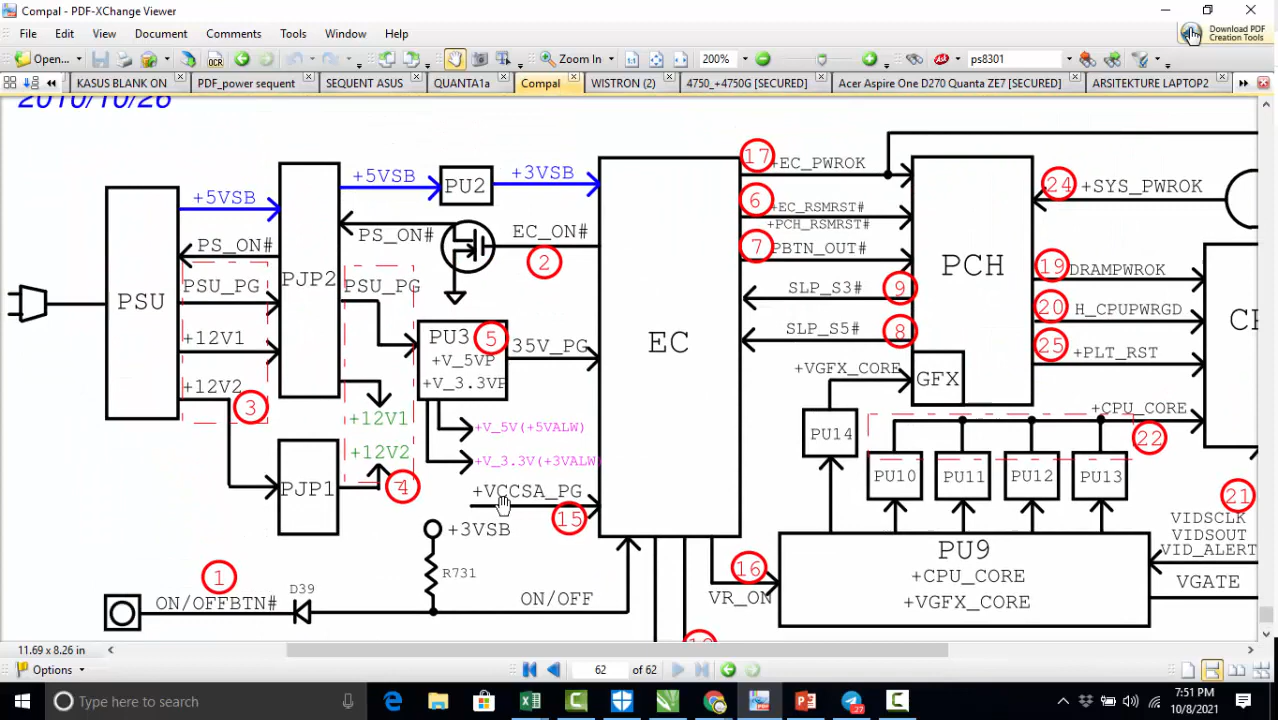 Compal - PDF-XChange Viewer
File Edit View Document Comments Tools Window Help
Download PDF
Creation Tools
Open... Zoom In 200% ps8301
KASUS BLANK ON PDF_power sequent SEQUENT ASUS QUANTA1a Compal WISTRON (2) 4750_+4750G [SECURED] Acer Aspire One D270 Quanta ZE7 [SECURED] ARSITEKTURE LAPTOP2
2010/10/26
+5VSB
PS_ON#
PSU_PG
+12V1
+12V2
3
PSU
PJP2
PJP1
+5VSB
PU2
+3VSB
PS_ON#
EC_ON#
2
PSU_PG
+12V1
+12V2
4
PU3
5
+V_5VP
+V_3.3VP
35V_PG
+V_5V(+5VALW)
+V_3.3V(+3VALW)
+VCCSA_PG
15
+3VSB
R731
1
ON/OFFBTN#
D39
ON/OFF
EC
17
+EC_PWROK
6
+EC_RSMRST#
+PCH_RSMRST#
7
PBTN_OUT#
SLP_S3#
9
SLP_S5#
8
+VGFX_CORE
PCH
GFX
24
+SYS_PWROK
19
DRAMPWROK
20
H_CPUPWRGD
25
+PLT_RST
+CPU_CORE
22
PU14
PU10
PU11
PU12
PU13
16
VR_ON
PU9
+CPU_CORE
+VGFX_CORE
21
VIDSCLK
VIDSOUT
VID_ALERT
VGATE
11.69 x 8.26 in
Options 62 of 62
Type here to search
27
7:51 PM
10/8/2021